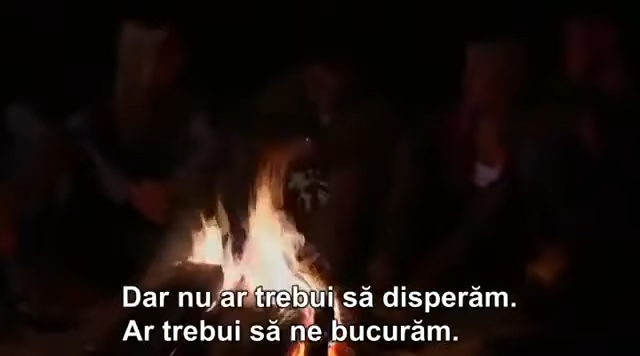 Dar nu ar trebui să disperăm.
Ar trebui să ne bucurăm.